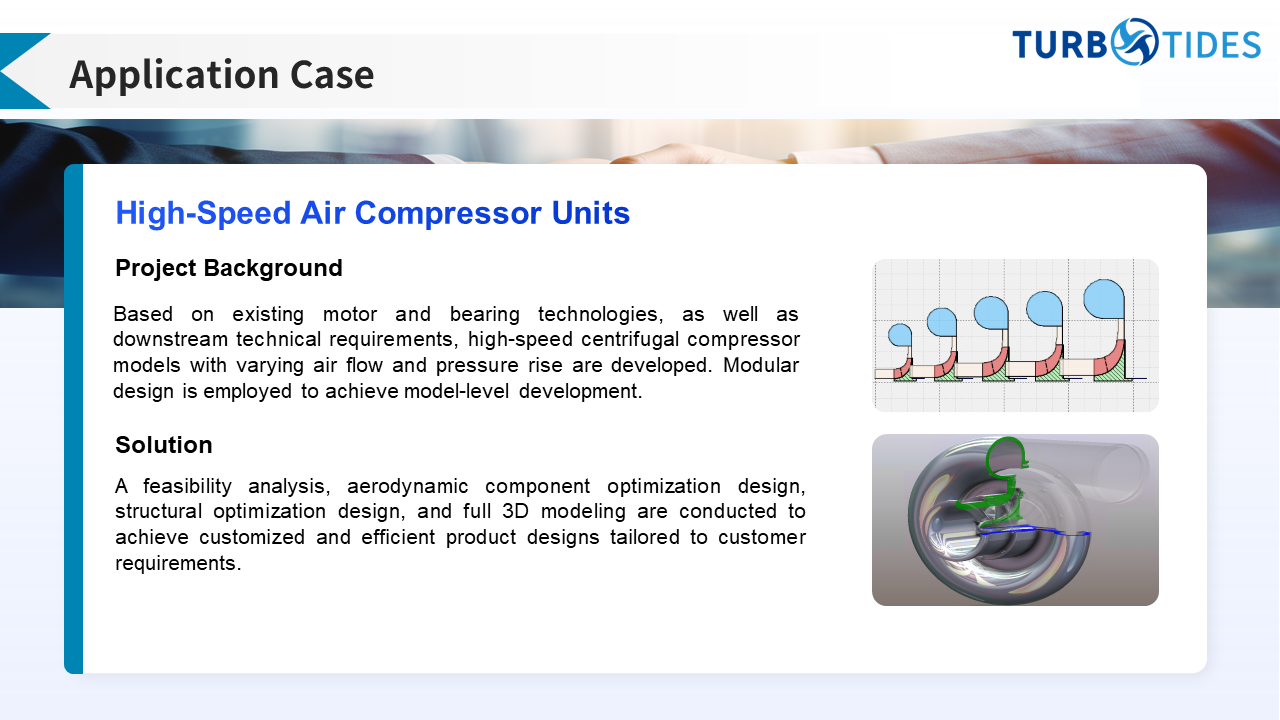 TURBOTIDES
Application Case
High-Speed Air Compressor Units
Project Background
Based on existing motor and bearing technologies, as well as
downstream technical requirements, high-speed centrifugal compressor
models with varying air flow and pressure rise are developed. Modular
design is employed to achieve model-level development.
Solution
A feasibility analysis, aerodynamic component optimization design,
structural optimization design, and full 3D modeling are conducted to
achieve customized and efficient product designs tailored to customer
requirements.